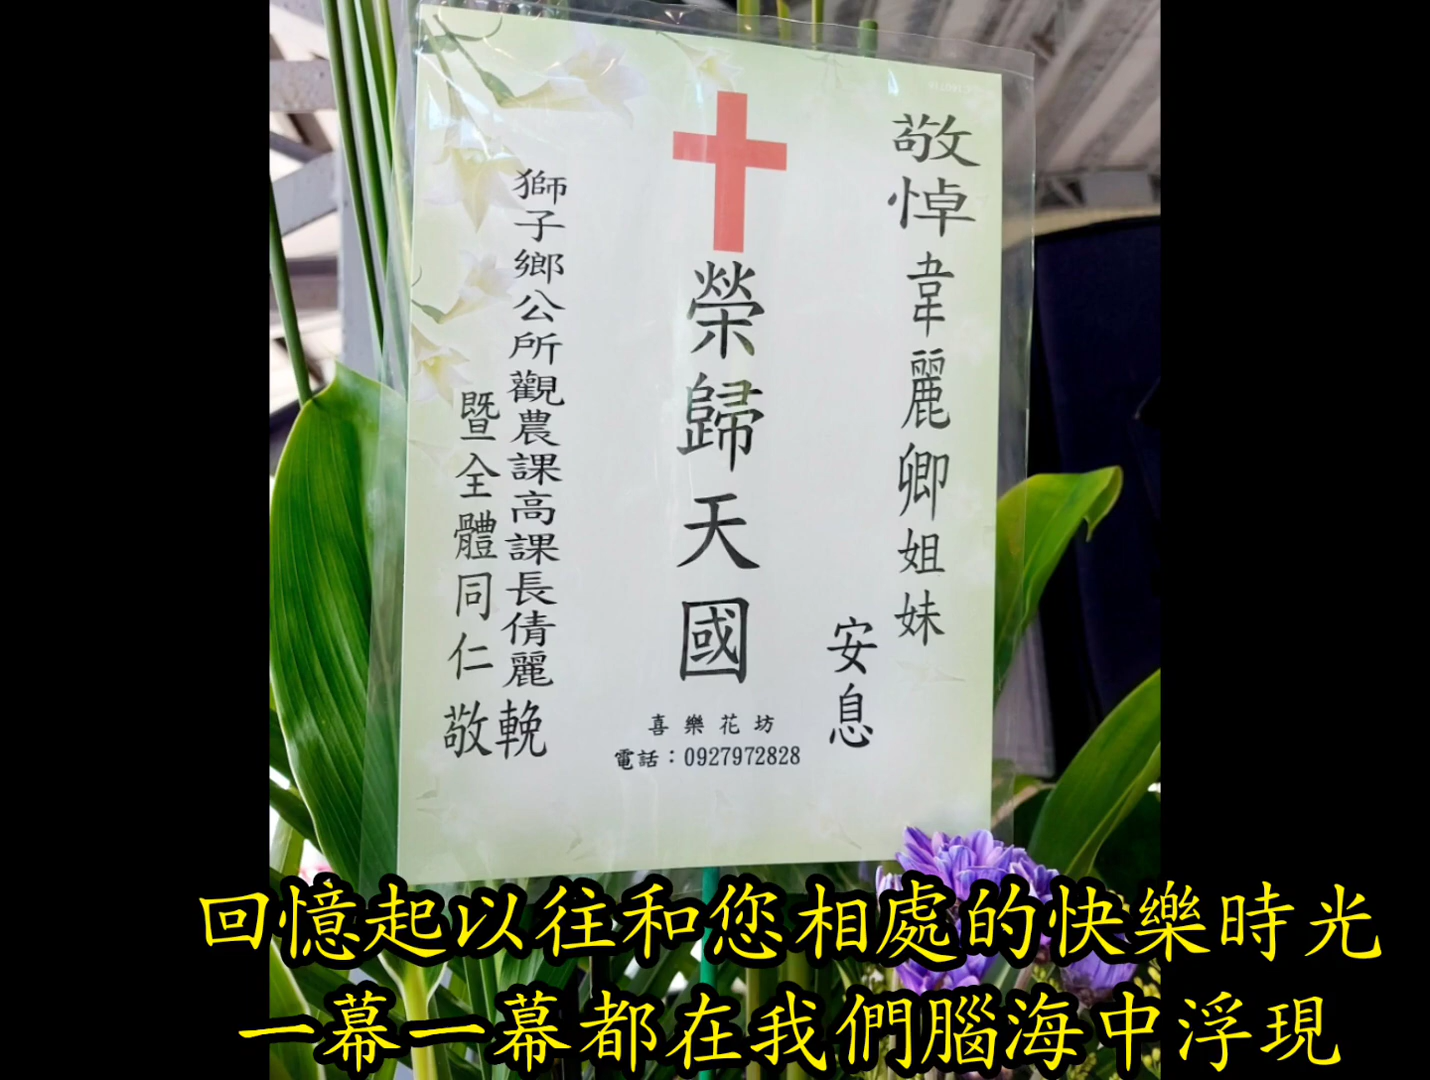 敬悼韋麗卿姐妹
安息
榮歸天國
喜樂花坊
電話：0927972828
獅子鄉公所觀農課高課長倩麗 輓
暨全體同仁 敬
回憶起以往和您相處的快樂時光
一幕一幕都在我們腦海中浮現